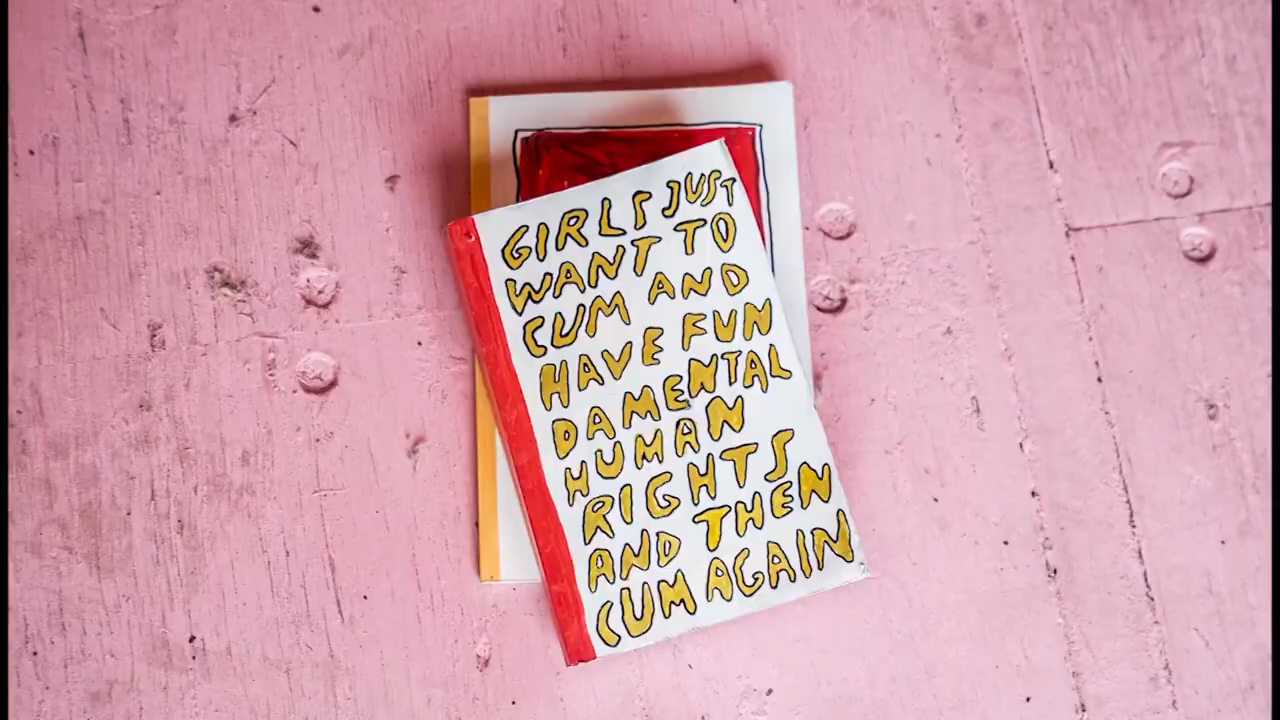 GIRLS JUST
WANT TO
CUM AND
HAVE FUN
DAMENTAL
HUMAN
RIGHTS
AND THEN
CUM AGAIN